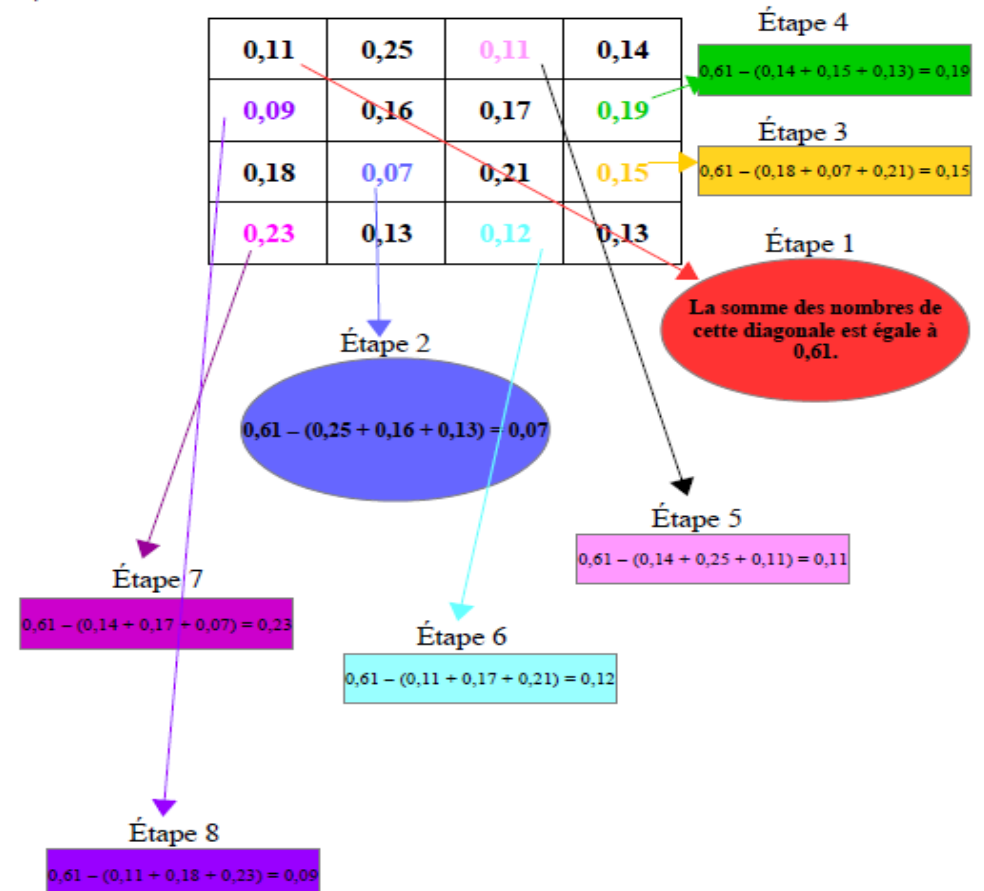 Étape 4
0,11 0,25 0,11 0,14
0,61 – (0,14 + 0,15 + 0,13) = 0,19
0,09 0,16 0,17 0,19
Étape 3
0,18 0,07 0,21 0,15
0,61 – (0,18 + 0,07 + 0,21) = 0,15
0,23 0,13 0,12 0,13
Étape 1
La somme des nombres de
cette diagonale est égale à
0,61.
Étape 2
0,61 – (0,25 + 0,16 + 0,13) = 0,07
Étape 5
0,61 – (0,14 + 0,25 + 0,11) = 0,11
Étape 7
0,61 – (0,14 + 0,17 + 0,07) = 0,23
Étape 6
0,61 – (0,11 + 0,17 + 0,21) = 0,12
Étape 8
0,61 – (0,11 + 0,18 + 0,23) = 0,09